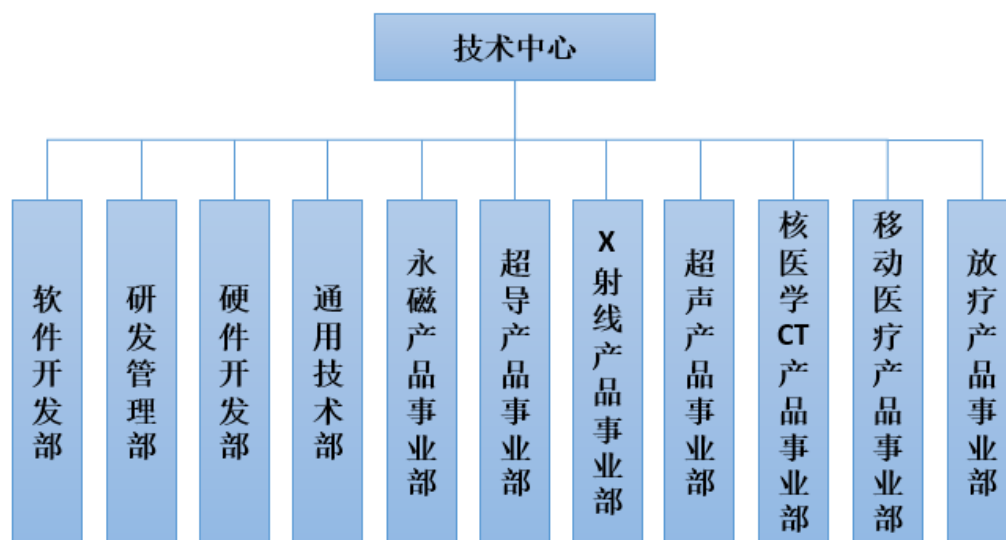 技术中心
软件开发部
研发管理部
硬件开发部
通用技术部
永磁产品事业部
超导产品事业部
X射线产品事业部
超声产品事业部
核医学CT产品事业部
移动医疗产品事业部
放疗产品事业部